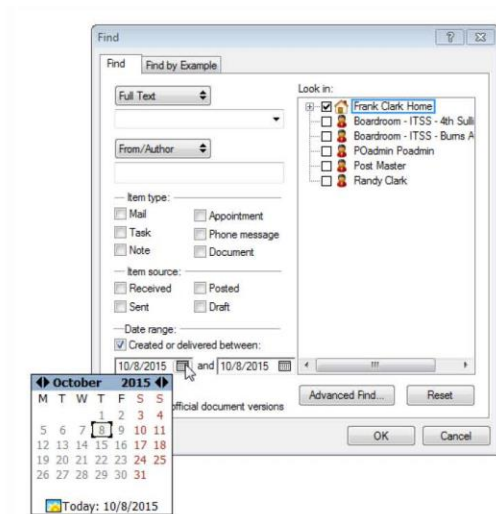 Find
Find Find by Example
Full Text
From/Author
Item type:
Mail Appointment
Task Phone message
Note Document
Item source:
Received Posted
Sent Draft
Date range:
Created or delivered between:
10/8/2015 and 10/8/2015
official document versions
Look in:
Frank Clark Home
Boardroom - ITSS - 4th Sulli
Boardroom - ITSS - Burns A
POadmin Poadmin
Post Master
Randy Clark
Advanced Find... Reset
OK Cancel
October 2015
M T W T F S S
1 2 3 4
5 6 7 8 9 10 11
12 13 14 15 16 17 18
19 20 21 22 23 24 25
26 27 28 29 30 31
Today: 10/8/2015